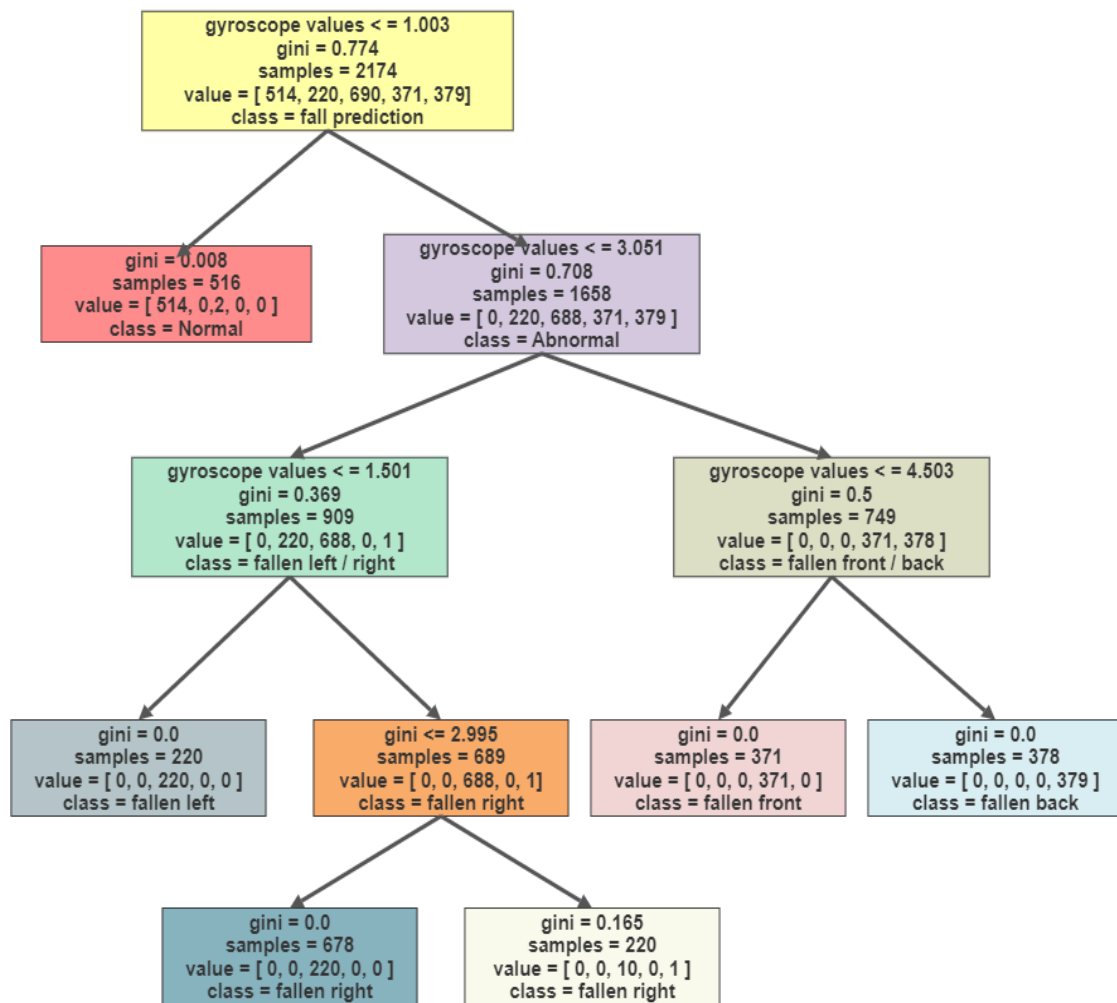 gyroscope values < = 1.003
gini = 0.774
samples = 2174
value = [ 514, 220, 690, 371, 379]
class = fall prediction
gini = 0.008
samples = 516
value = [ 514, 0,2, 0, 0 ]
class = Normal
gyroscope values < = 3.051
gini = 0.708
samples = 1658
value = [ 0, 220, 688, 371, 379 ]
class = Abnormal
gyroscope values < = 1.501
gini = 0.369
samples = 909
value = [ 0, 220, 688, 0, 1 ]
class = fallen left / right
gyroscope values < = 4.503
gini = 0.5
samples = 749
value = [ 0, 0, 0, 371, 378 ]
class = fallen front / back
gini = 0.0
samples = 220
value = [ 0, 0, 220, 0, 0 ]
class = fallen left
gini <= 2.995
samples = 689
value = [ 0, 0, 688, 0, 1]
class = fallen right
gini = 0.0
samples = 371
value = [ 0, 0, 0, 371, 0 ]
class = fallen front
gini = 0.0
samples = 378
value = [ 0, 0, 0, 0, 379 ]
class = fallen back
gini = 0.0
samples = 678
value = [ 0, 0, 220, 0, 0 ]
class = fallen right
gini = 0.165
samples = 220
value = [ 0, 0, 10, 0, 1 ]
class = fallen right